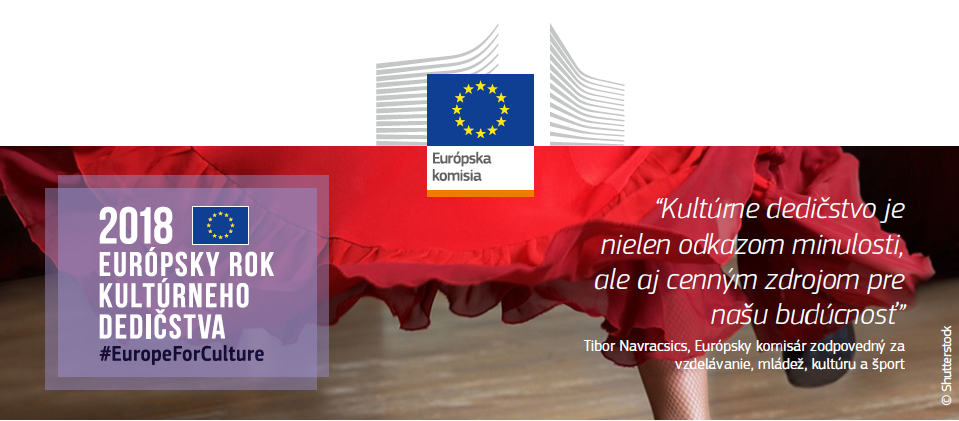 Európska
komisia
2018
EURÓPSKY ROK
KULTÚRNEHO
DEDIČSTVA
#EuropeForCulture
“Kultúrne dedičstvo je
nielen odkazom minulosti,
ale aj cenným zdrojom pre
našu budúcnosť”
Tibor Navracsics, Európsky komisár zodpovedný za
vzdelávanie, mládež, kultúru a šport
© Shutterstock